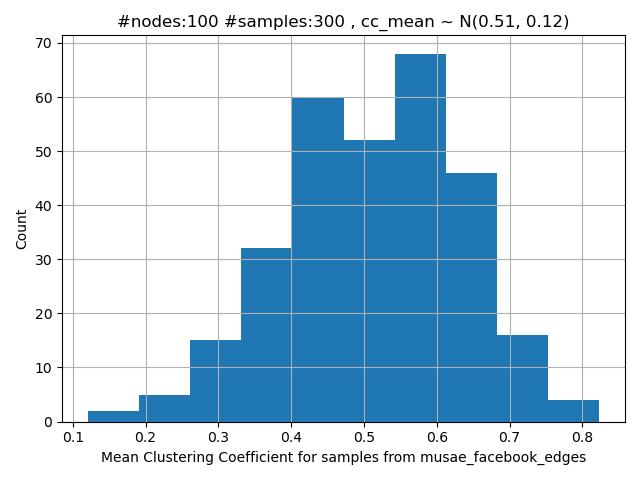 #nodes:100 #samples:300 , cc_mean ~ N(0.51, 0.12)
70
60
50
40
30
20
10
0
Count
0.1 0.2 0.3 0.4 0.5 0.6 0.7 0.8
Mean Clustering Coefficient for samples from musae_facebook_edges